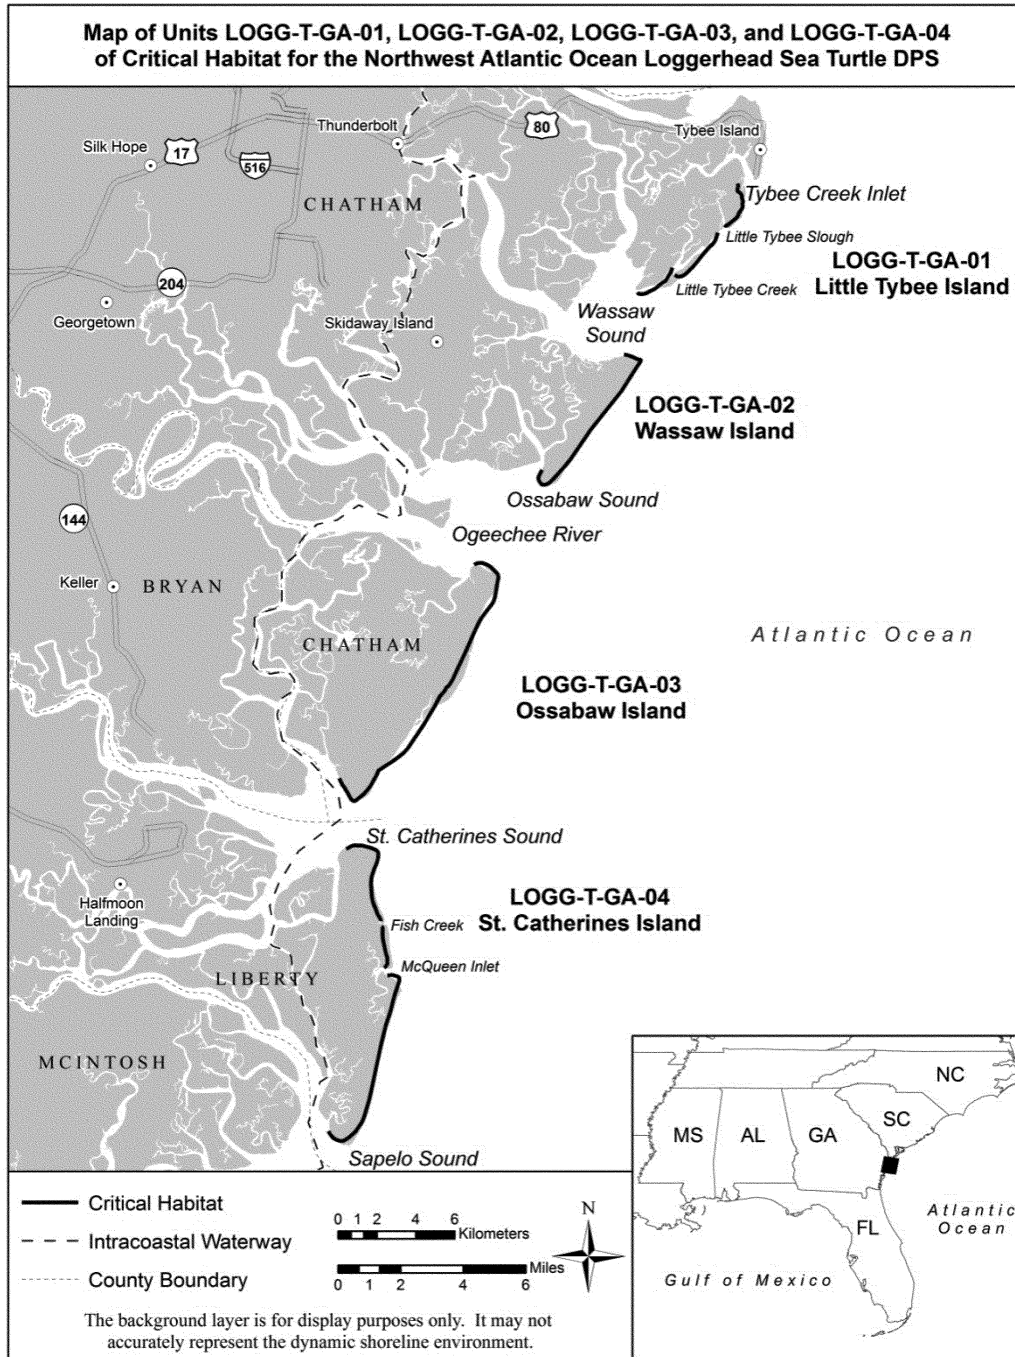 Map of Units LOGG-T-GA-01, LOGG-T-GA-02, LOGG-T-GA-03, and LOGG-T-GA-04
of Critical Habitat for the Northwest Atlantic Ocean Loggerhead Sea Turtle DPS
Thunderbolt
80
Tybee Island
Silk Hope
17
516
CHATHAM
Tybee Creek Inlet
Little Tybee Slough
LOGG-T-GA-01
Little Tybee Island
204
Little Tybee Creek
Georgetown
Skidaway Island
Wassaw
Sound
LOGG-T-GA-02
Wassaw Island
Ossabaw Sound
144
Ogeechee River
Keller
BRYAN
CHATHAM
Atlantic Ocean
LOGG-T-GA-03
Ossabaw Island
St. Catherines Sound
Halfmoon
Landing
LOGG-T-GA-04
St. Catherines Island
Fish Creek
McQueen Inlet
LIBERTY
MCINTOSH
Sapelo Sound
NC
SC
MS
AL
GA
FL
Atlantic
Ocean
Gulf of Mexico
Critical Habitat
Intracoastal Waterway
County Boundary
0 1 2 4 6
Kilometers
Miles
0 1 2 4 6
N
The background layer is for display purposes only. It may not
accurately represent the dynamic shoreline environment.